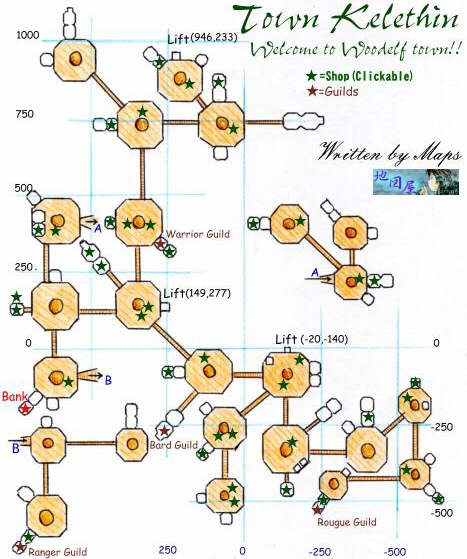 Town Kelethin
Welcome to Woodelf town!!
★=Shop(Clickable)
★=Guilds
Written by Maps
地図屋
1000
Lift(946,233)
750
500
A
Warrior Guild
A
250
Lift(149,277)
0
Lift (-20,-140)
0
B
Bank
-250
B
Bard Guild
-500
Rougue Guild
Ranger Guild
250
0
-250
-500